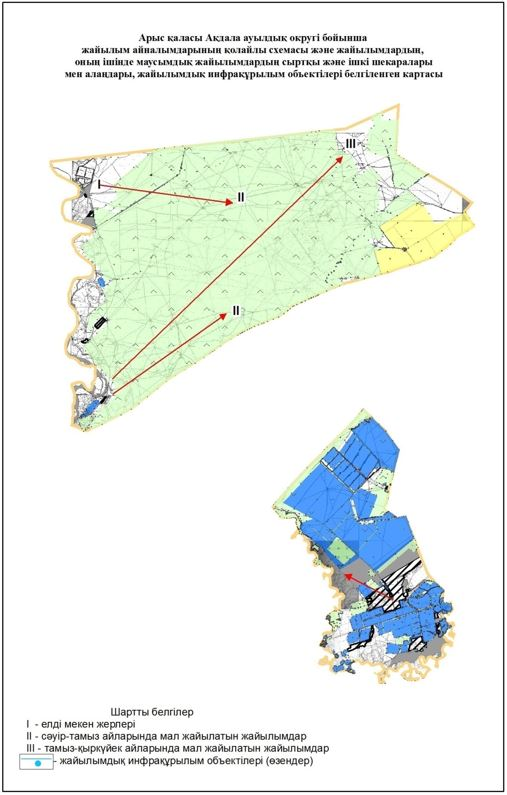 Арыс қаласы Ақдала ауылдық округі бойынша
жайылым айналымдарының қолайлы схемасы және жайылымдардың,
оның ішінде маусымдық жайылымдардың сыртқы және ішкі шекаралары
мен алаңдары, жайылымдық инфрақұрылым объектілері белгіленген картасы
III
I
II
II
Шартты белгілер
I - елді мекен жерлері
II - сәуір-тамыз айларында мал жайылатын жайылымдар
III - тамыз-қыркүйек айларында мал жайылатын жайылымдар
- жайылымдық инфрақұрылым объектілері (өзендер)